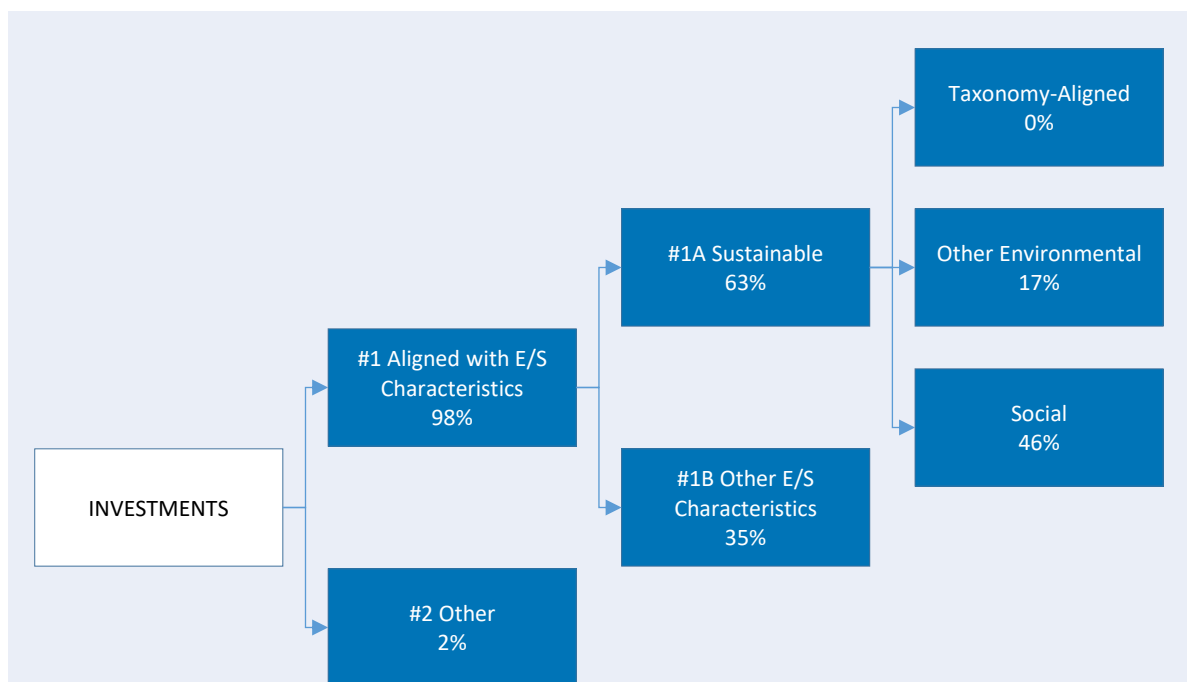 INVESTMENTS
#1 Aligned with E/S
Characteristics
98%
#2 Other
2%
#1A Sustainable
63%
#1B Other E/S
Characteristics
35%
Taxonomy-Aligned
0%
Other Environmental
17%
Social
46%